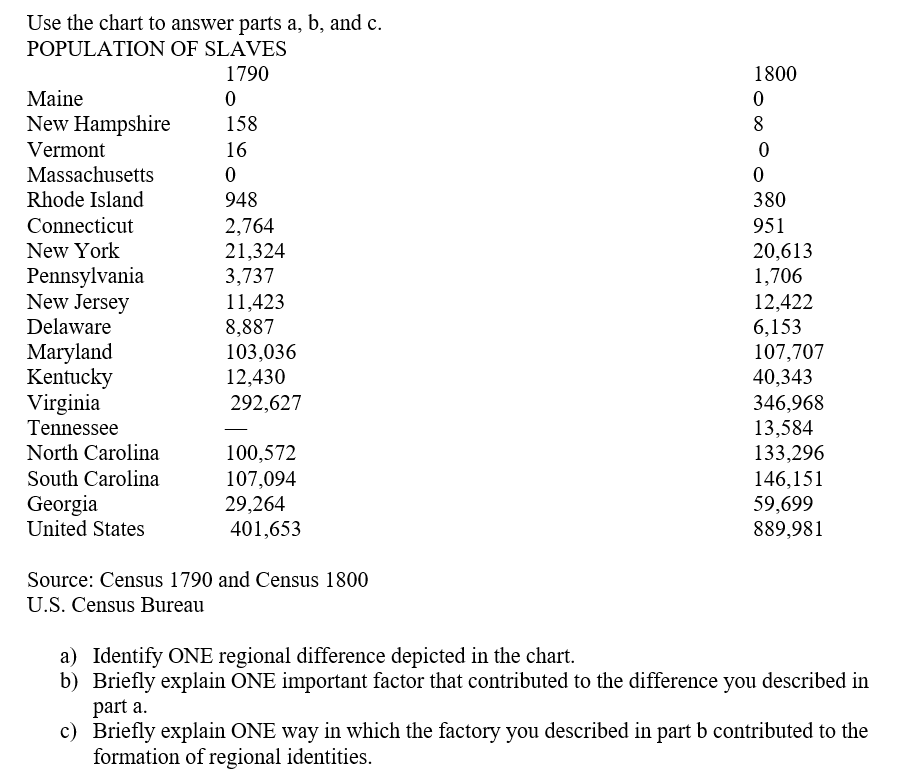 Use the chart to answer parts a, b, and c.
POPULATION OF SLAVES
1790 1800
Maine 0 0
New Hampshire 158 8
Vermont 16 0
Massachusetts 0 0
Rhode Island 948 380
Connecticut 2,764 951
New York 21,324 20,613
Pennsylvania 3,737 1,706
New Jersey 11,423 12,422
Delaware 8,887 6,153
Maryland 103,036 107,707
Kentucky 12,430 40,343
Virginia 292,627 346,968
Tennessee — 13,584
North Carolina 100,572 133,296
South Carolina 107,094 146,151
Georgia 29,264 59,699
United States 401,653 889,981
Source: Census 1790 and Census 1800
U.S. Census Bureau
a) Identify ONE regional difference depicted in the chart.
b) Briefly explain ONE important factor that contributed to the difference you described in
part a.
c) Briefly explain ONE way in which the factory you described in part b contributed to the
formation of regional identities.